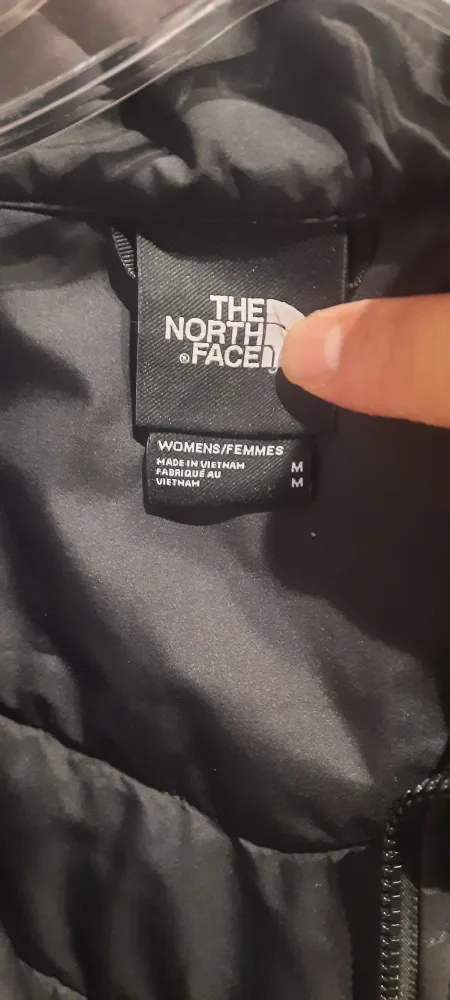 THE
NORTH
® FACE
WOMENS/FEMMES
MADE IN VIETNAM M
FABRIQUÉ AU
VIETNAM M